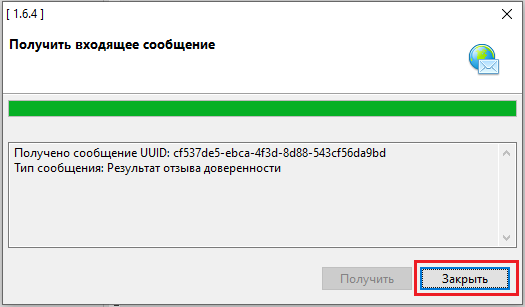 [ 1.6.4 ]
Получить входящее сообщение
Получено сообщение UUID: cf537de5-ebca-4f3d-8d88-543cf56da9bd
Тип сообщения: Результат отзыва доверенности
Получить
Закрыть